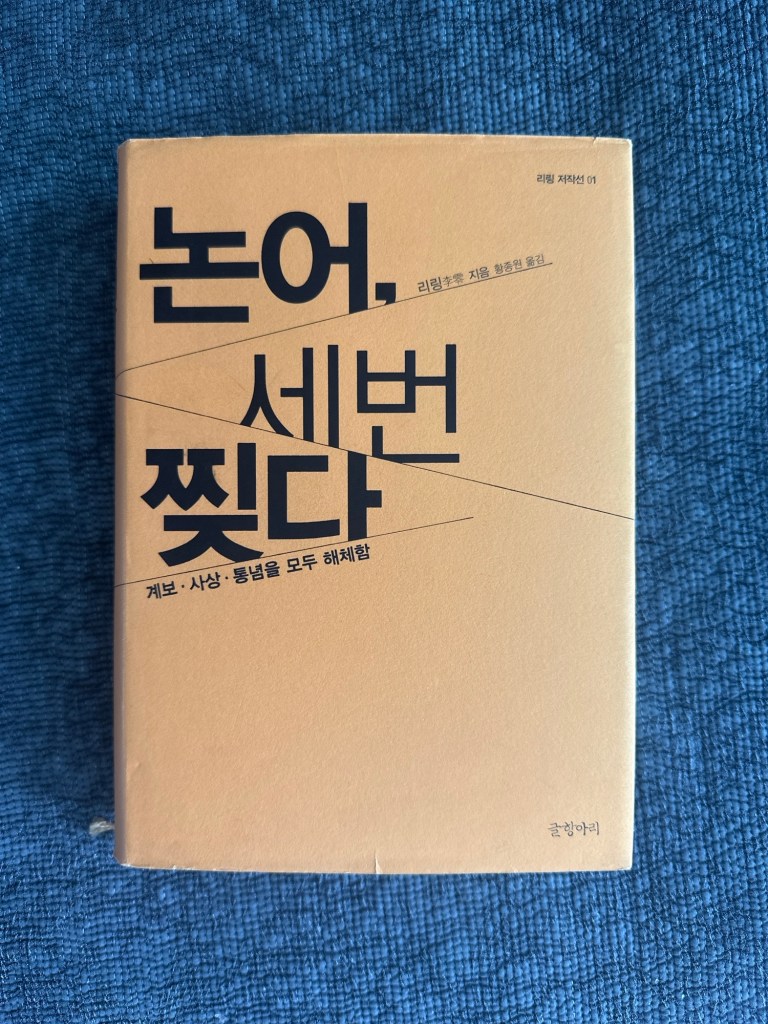 리링 저작선 01
논어,
리링李零 지음 황종원 옮김
세번
찢다
계보·사상·통념을 모두 해체함
글항아리